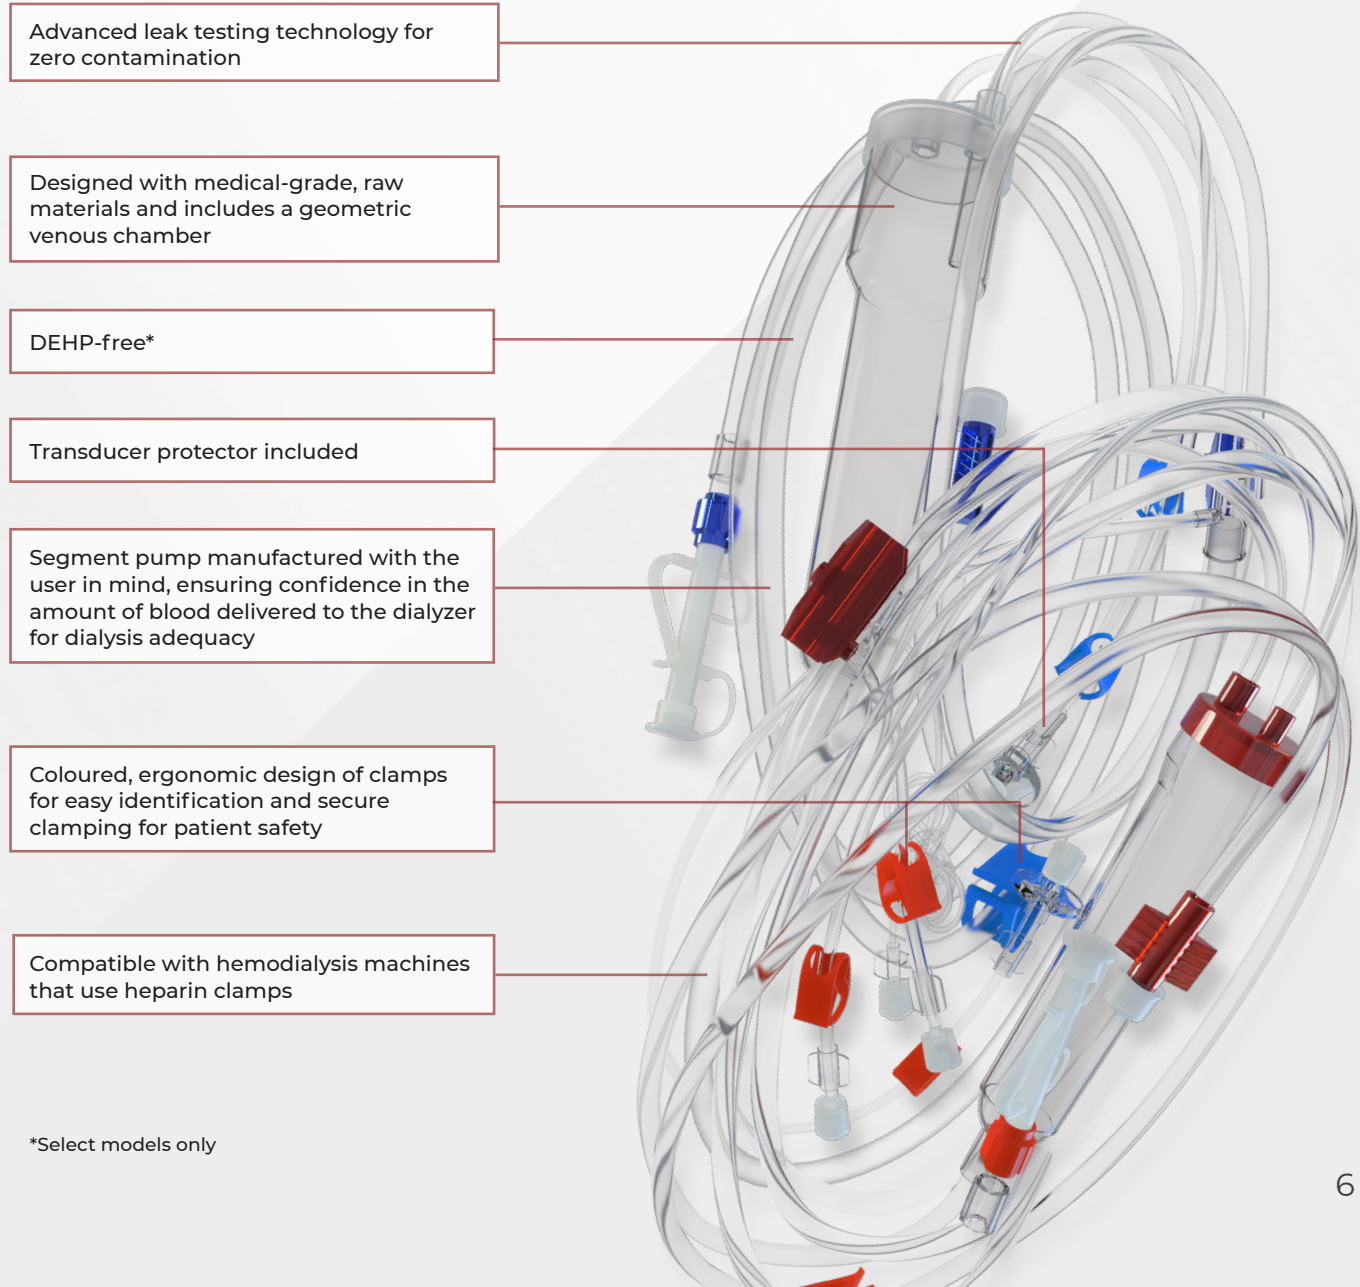 Advanced leak testing technology for
zero contamination
Designed with medical-grade, raw
materials and includes a geometric
venous chamber
DEHP-free*
Transducer protector included
Segment pump manufactured with the
user in mind, ensuring confidence in the
amount of blood delivered to the dialyzer
for dialysis adequacy
Coloured, ergonomic design of clamps
for easy identification and secure
clamping for patient safety
Compatible with hemodialysis machines
that use heparin clamps
*Select models only
6